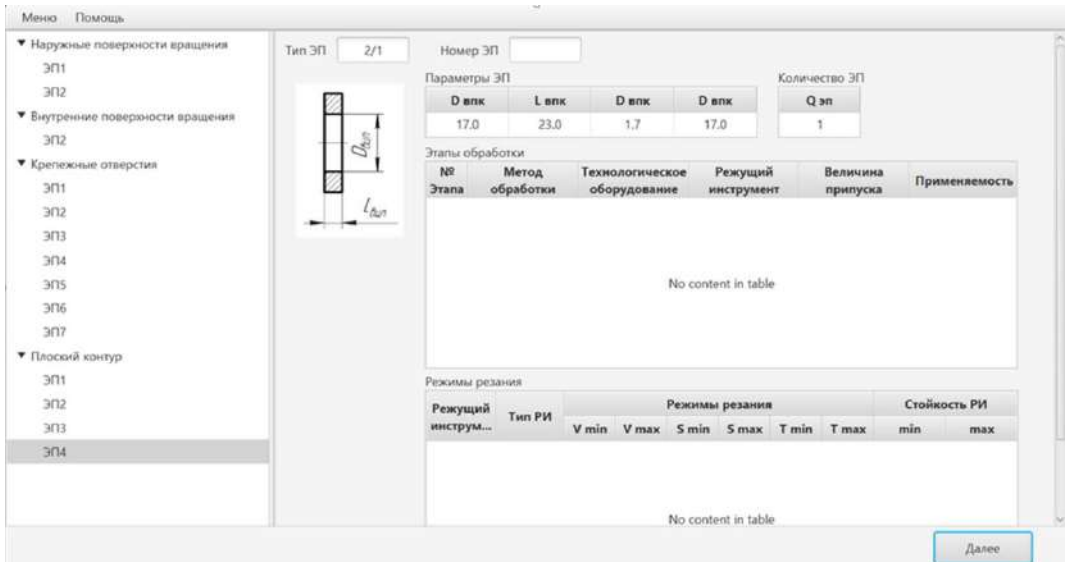 Меню Помощь
Наружные поверхности вращения
ЭП1
ЭП2
Внутренние поверхности вращения
ЭП2
Крепежные отверстия
ЭП1
ЭП2
ЭП3
ЭП4
ЭП5
ЭП6
ЭП7
Плоский контур
ЭП1
ЭП2
ЭП3
ЭП4
Тип ЭП 2/1 Номер ЭП
Параметры ЭП Количество ЭП
D впк L впк D впк D впк Q эп
17.0 23.0 1,7 17.0 1
Dвил
lвил
Этапы обработки
№ Этапа Метод обработки Технологическое оборудование Режущий инструмент Величина припуска Применяемость
No content in table
Режимы резания
Режущий инструм... Тип РИ Режимы резания Стойкость РИ
V min V max S min S max T min T max min max
No content in table
Далее